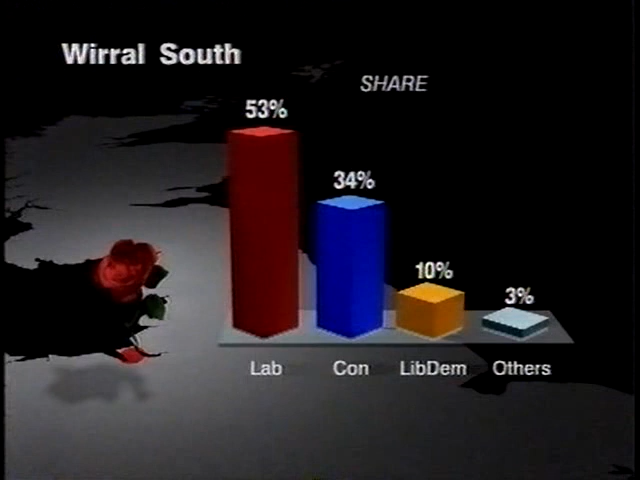 Wirral South
SHARE
53%
34%
10%
3%
Lab
Con
LibDem
Others